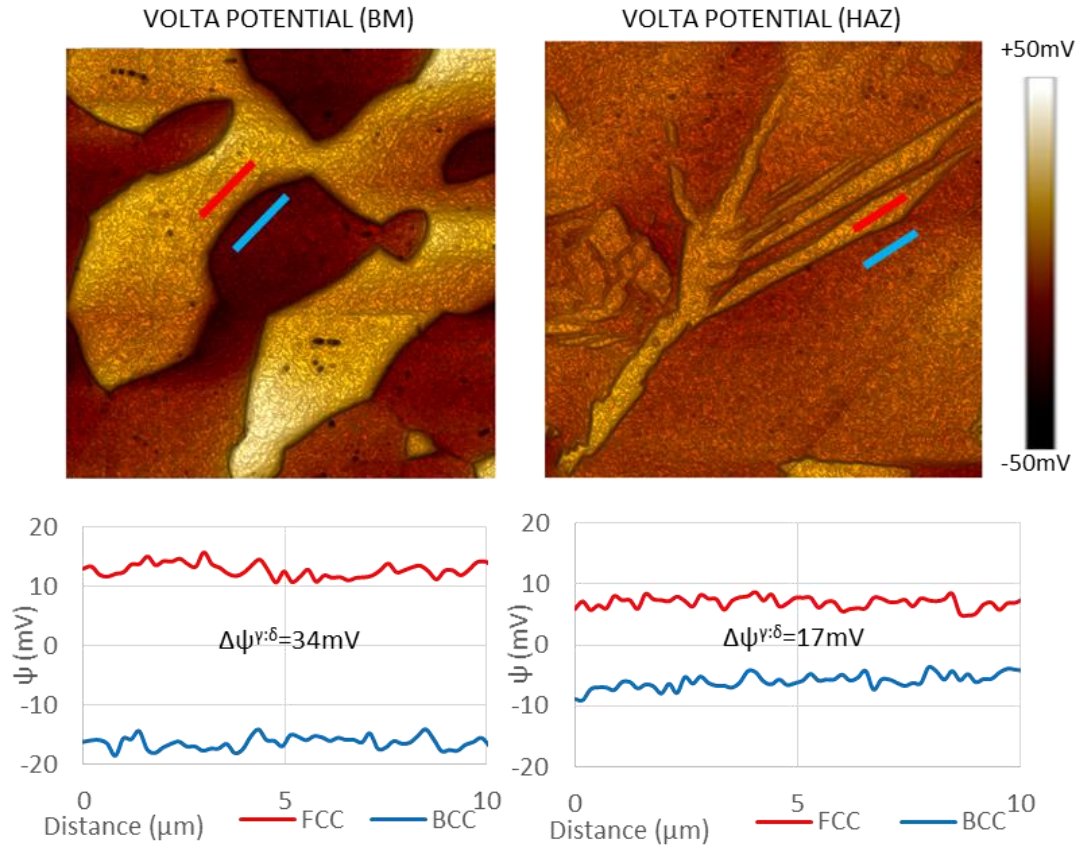 VOLTA POTENTIAL (BM)
VOLTA POTENTIAL (HAZ)
+50mV
-50mV
20
10
0
-10
-20
ψ (mV)
Δψγ:δ=34mV
0
5
10
Distance (μm)
FCC
BCC
20
10
0
-10
-20
ψ (mV)
Δψγ:δ=17mV
0
5
10
Distance (μm)
FCC
BCC